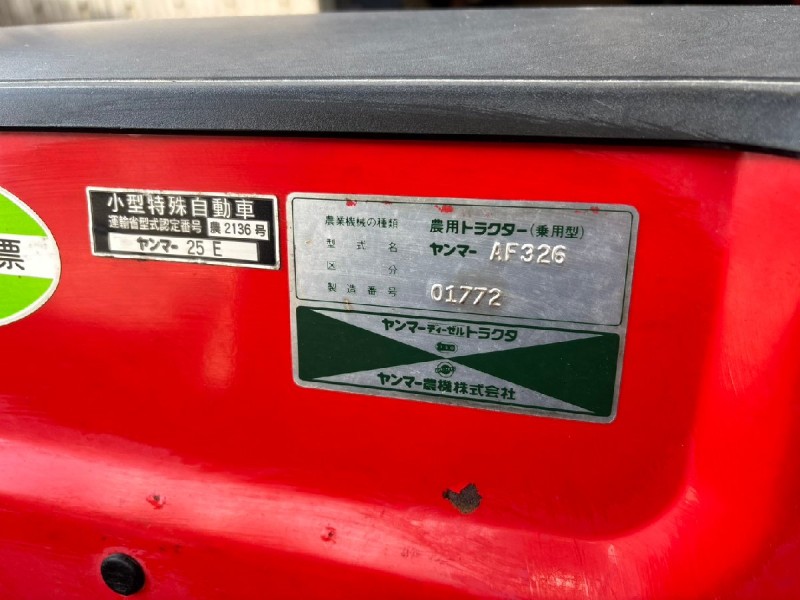 票
小型特殊自動車
運輸省型式認定番号 農2136号
ヤンマー 25 E
農業機械の種類 農用トラクター(乗用型)
型式名 ヤンマー AF326
区分
製造番号 01772
ヤンマーディーゼルトラクタ
ヤンマー農機株式会社